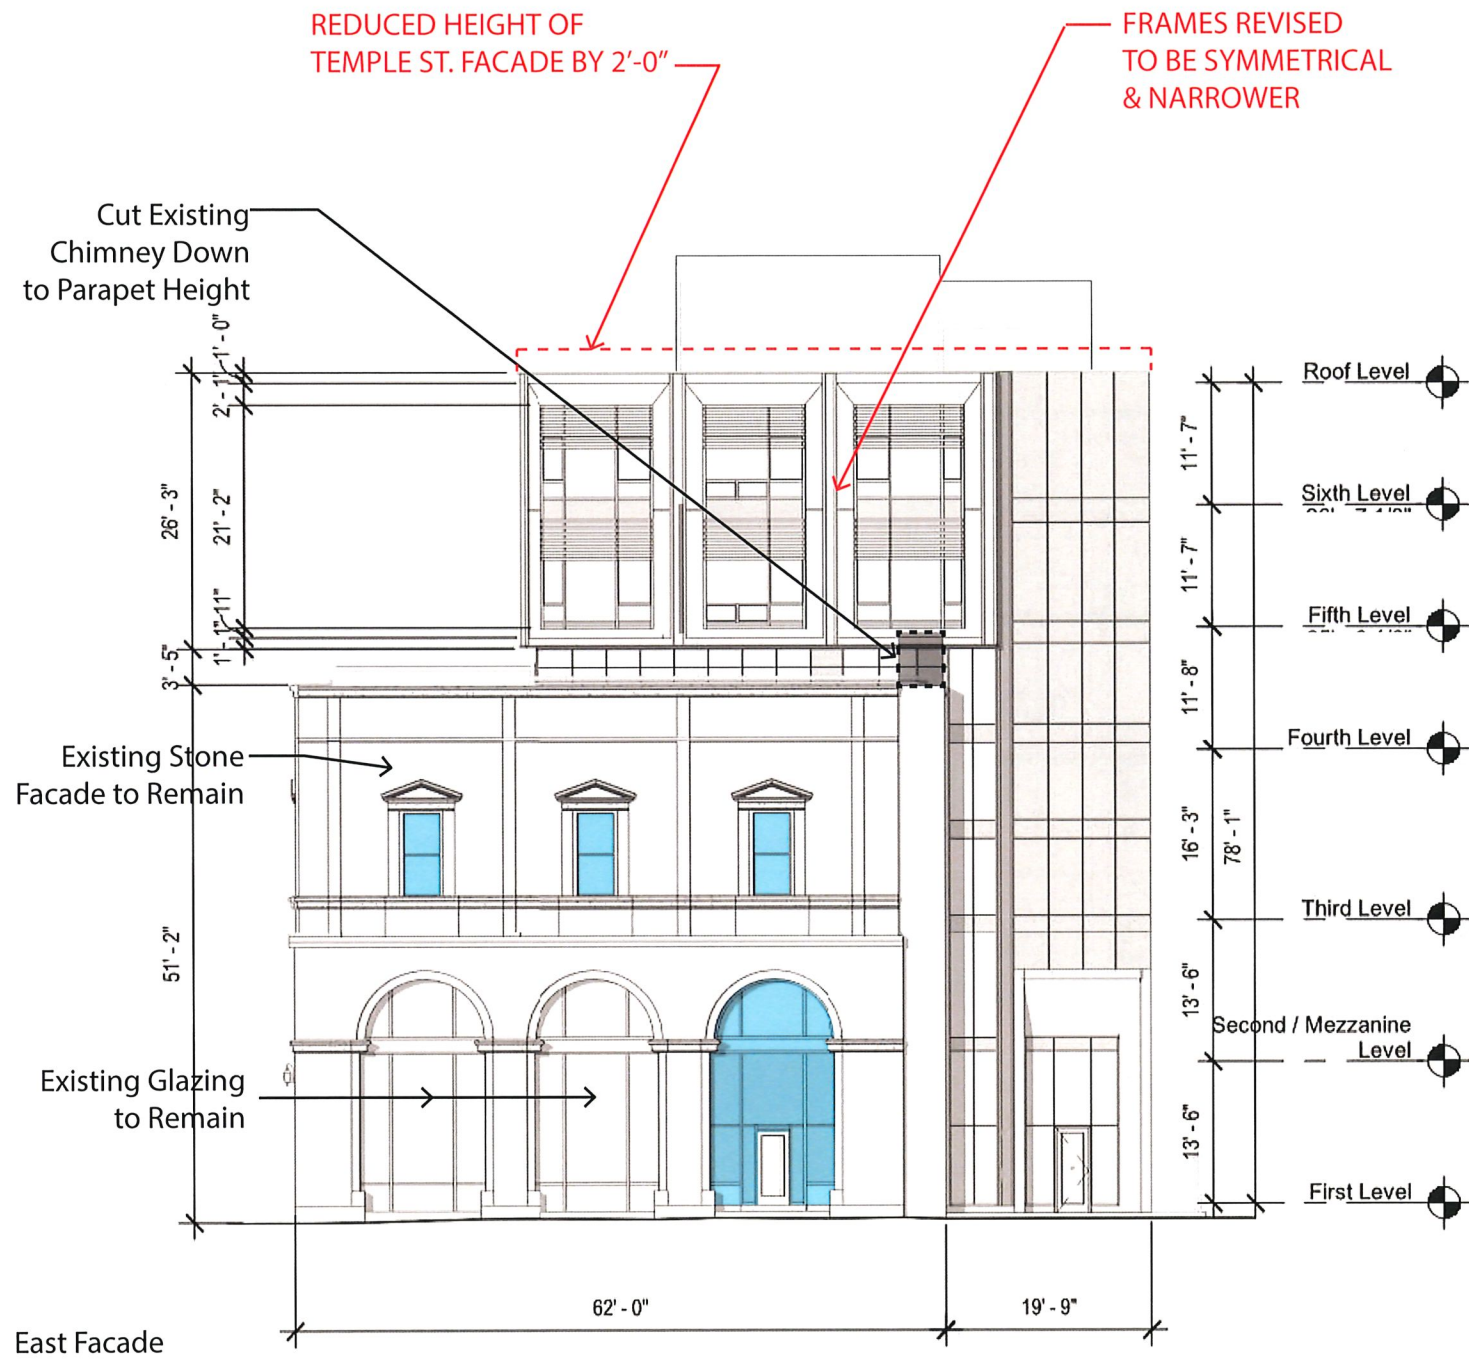 REDUCED HEIGHT OF
TEMPLE ST. FACADE BY 2’-0”
FRAMES REVISED
TO BE SYMMETRICAL
& NARROWER
Cut Existing
Chimney Down
to Parapet Height
1' - 0"
2' - 1"
21' - 2"
26' - 3"
11"
1' - 1"
3' - 5"
51' - 2"
Existing Stone
Facade to Remain
Existing Glazing
to Remain
Roof Level
11' - 7"
Sixth Level
11' - 7"
Fifth Level
11' - 8"
Fourth Level
16' - 3"
78' - 1"
Third Level
13' - 6"
Second / Mezzanine
Level
13' - 6"
First Level
62' - 0"
19' - 9"
East Facade